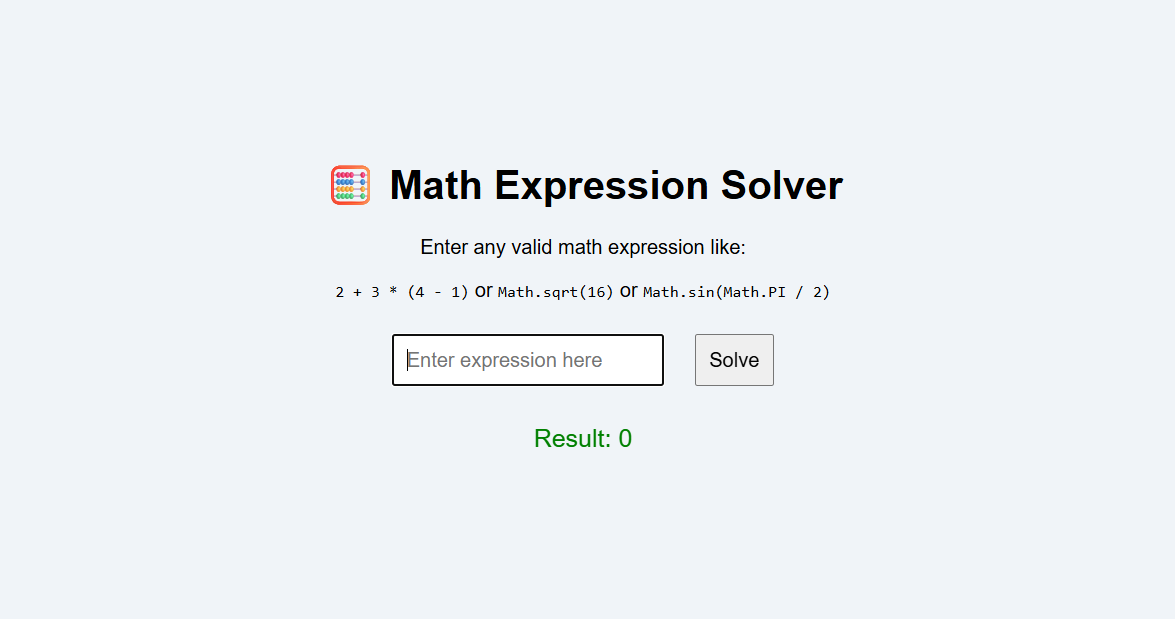 Math Expression Solver
Enter any valid math expression like:
2 + 3 * (4 - 1) or Math.sqrt(16) or Math.sin(Math.PI / 2)
Enter expression here Solve
Result: 0